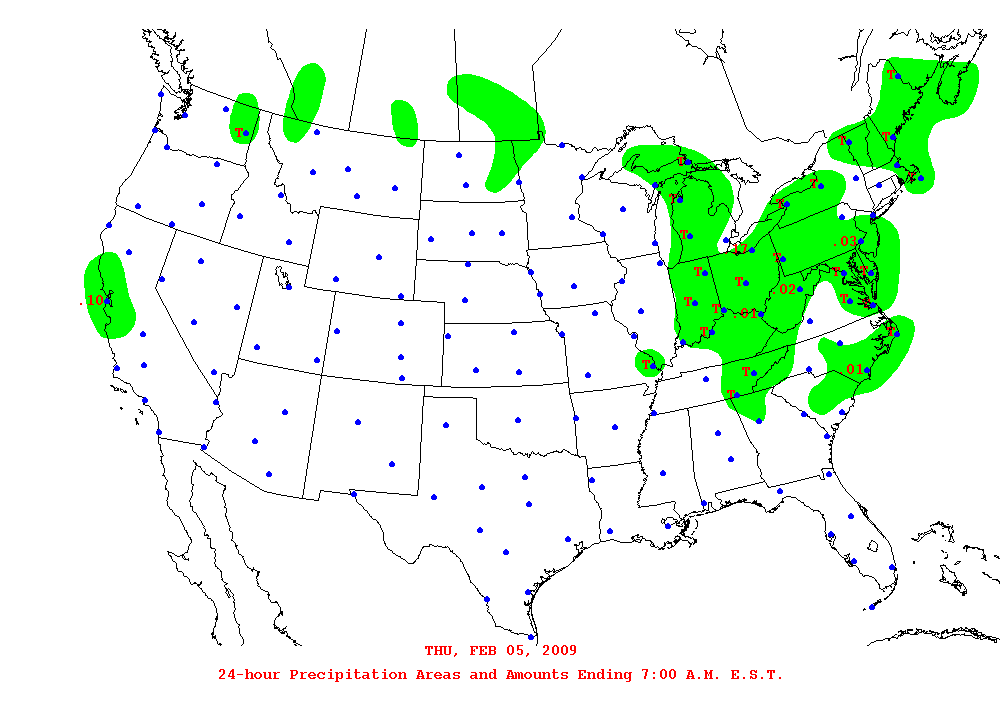 T
T
T
T
T
T
T
T
T
T
.03
T
.17
T
T
T
T
T
.02
.10
T
T
T
.01
T
T
T
.01
T
T
THU, FEB 05, 2009
24-hour Precipitation Areas and Amounts Ending 7:00 A.M. E.S.T.